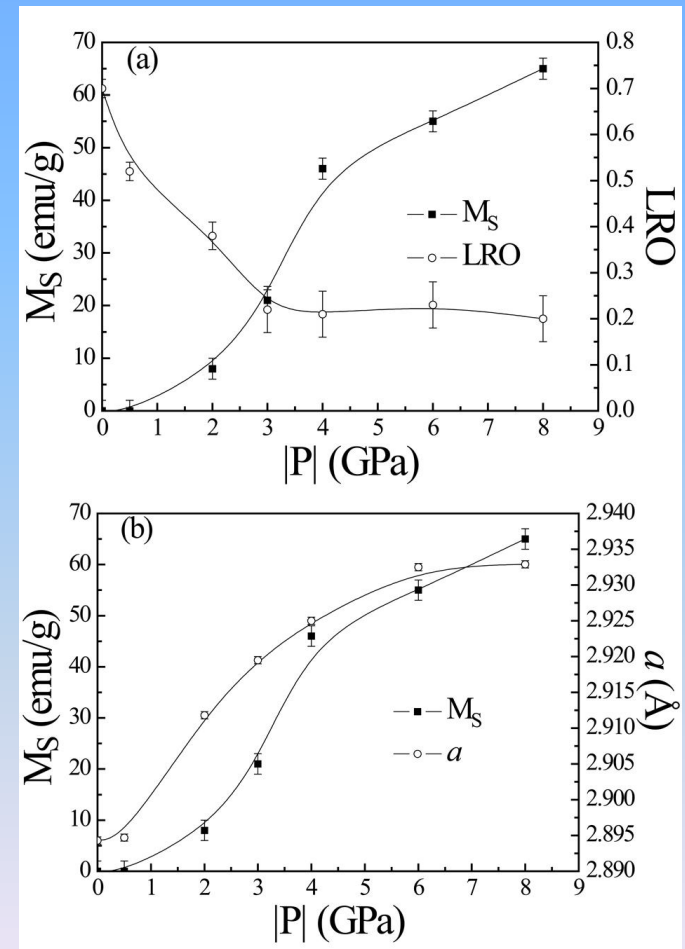 (a)
70
60
50
40
30
20
10
0
M_S (emu/g)
0.8
0.7
0.6
0.5
0.4
0.3
0.2
0.1
0.0
LRO
M_S
LRO
0 1 2 3 4 5 6 7 8 9
|P| (GPa)
(b)
70
60
50
40
30
20
10
0
M_S (emu/g)
2.940
2.935
2.930
2.925
2.920
2.915
2.910
2.905
2.900
2.895
2.890
a (Å)
M_S
a
0 1 2 3 4 5 6 7 8 9
|P| (GPa)